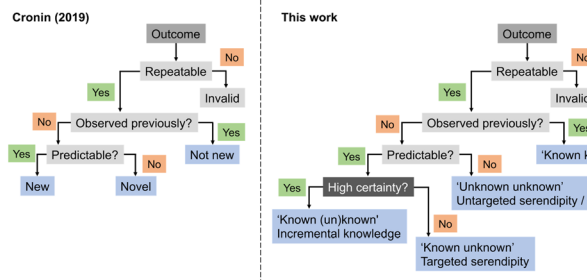 Cronin (2019)
Outcome
No
Repeatable
Yes
Invalid
No
Observed previously?
Yes
Yes
Predictable?
No
Not new
New
Novel
This work
Outcome
No
Repeatable
Yes
Invalid
No
Observed previously?
Yes
Yes
Predictable?
No
'Known
Yes
High certainty?
'Unknown unknown'
Untargeted serendipity /
'Known (un)known'
Incremental knowledge
No
'Known unknown'
Targeted serendipity